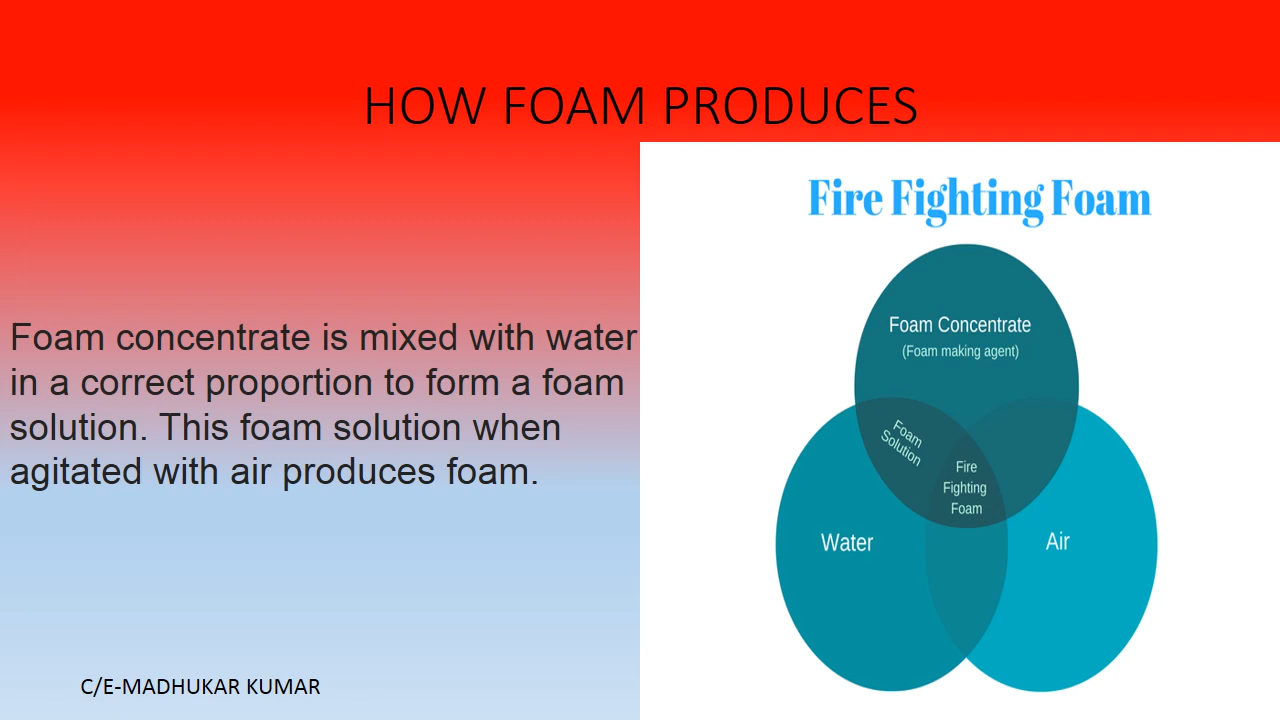 HOW FOAM PRODUCES
Foam concentrate is mixed with water
in a correct proportion to form a foam
solution. This foam solution when
agitated with air produces foam.
Fire Fighting Foam
Foam Concentrate
(Foam making agent)
Foam
Solution
Fire
Fighting
Foam
Water
Air
C/E-MADHUKAR KUMAR